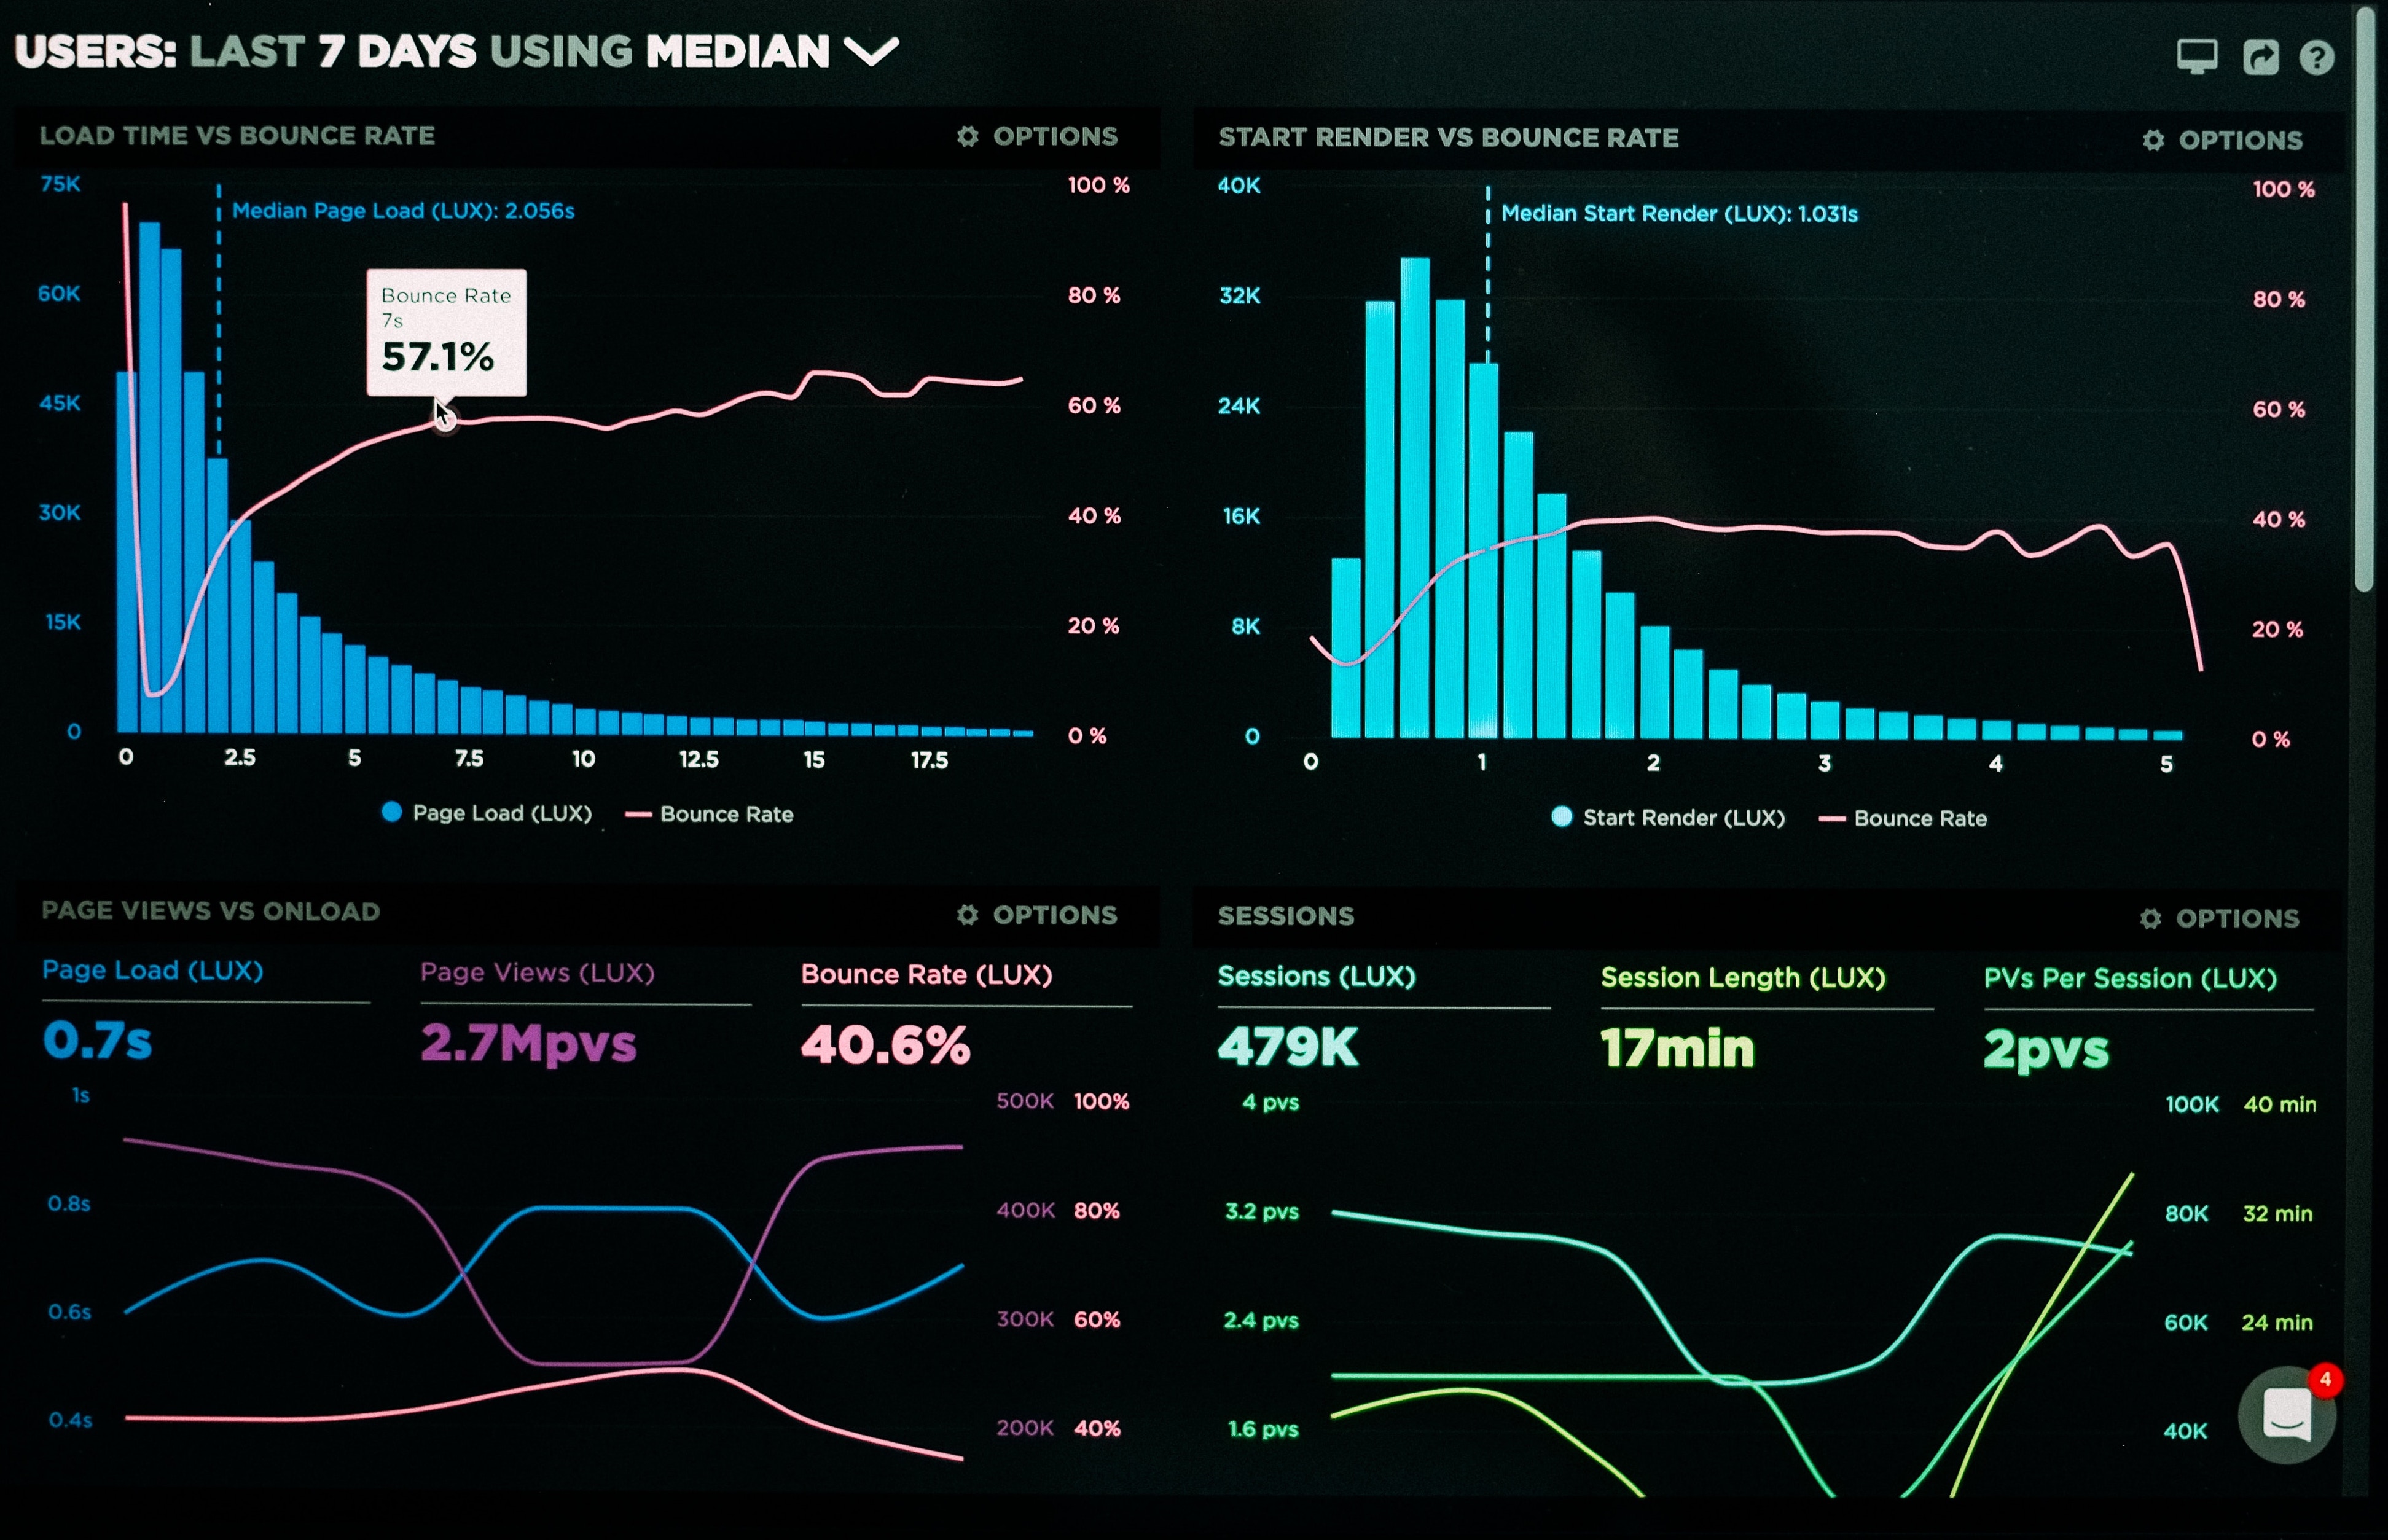 USERS: LAST 7 DAYS USING MEDIAN
LOAD TIME VS BOUNCE RATE
OPTIONS
75K
60K
45K
30K
15K
0
Median Page Load (LUX): 2.056s
Bounce Rate
7s
57.1%
100 %
80 %
60 %
40 %
20 %
0 %
0 2.5 5 7.5 10 12.5 15 17.5
Page Load (LUX) Bounce Rate
START RENDER VS BOUNCE RATE
OPTIONS
40K
32K
24K
16K
8K
0
Median Start Render (LUX): 1.031s
100 %
80 %
60 %
40 %
20 %
0 %
0 1 2 3 4 5
Start Render (LUX) Bounce Rate
PAGE VIEWS VS ONLOAD
OPTIONS
Page Load (LUX)
0.7s
Page Views (LUX)
2.7Mpvs
Bounce Rate (LUX)
40.6%
1s
0.8s
0.6s
0.4s
500K 100%
400K 80%
300K 60%
200K 40%
SESSIONS
OPTIONS
Sessions (LUX)
479K
Session Length (LUX)
17min
PVs Per Session (LUX)
2pvs
4 pvs
3.2 pvs
2.4 pvs
1.6 pvs
100K 40 min
80K 32 min
60K 24 min
40K
4